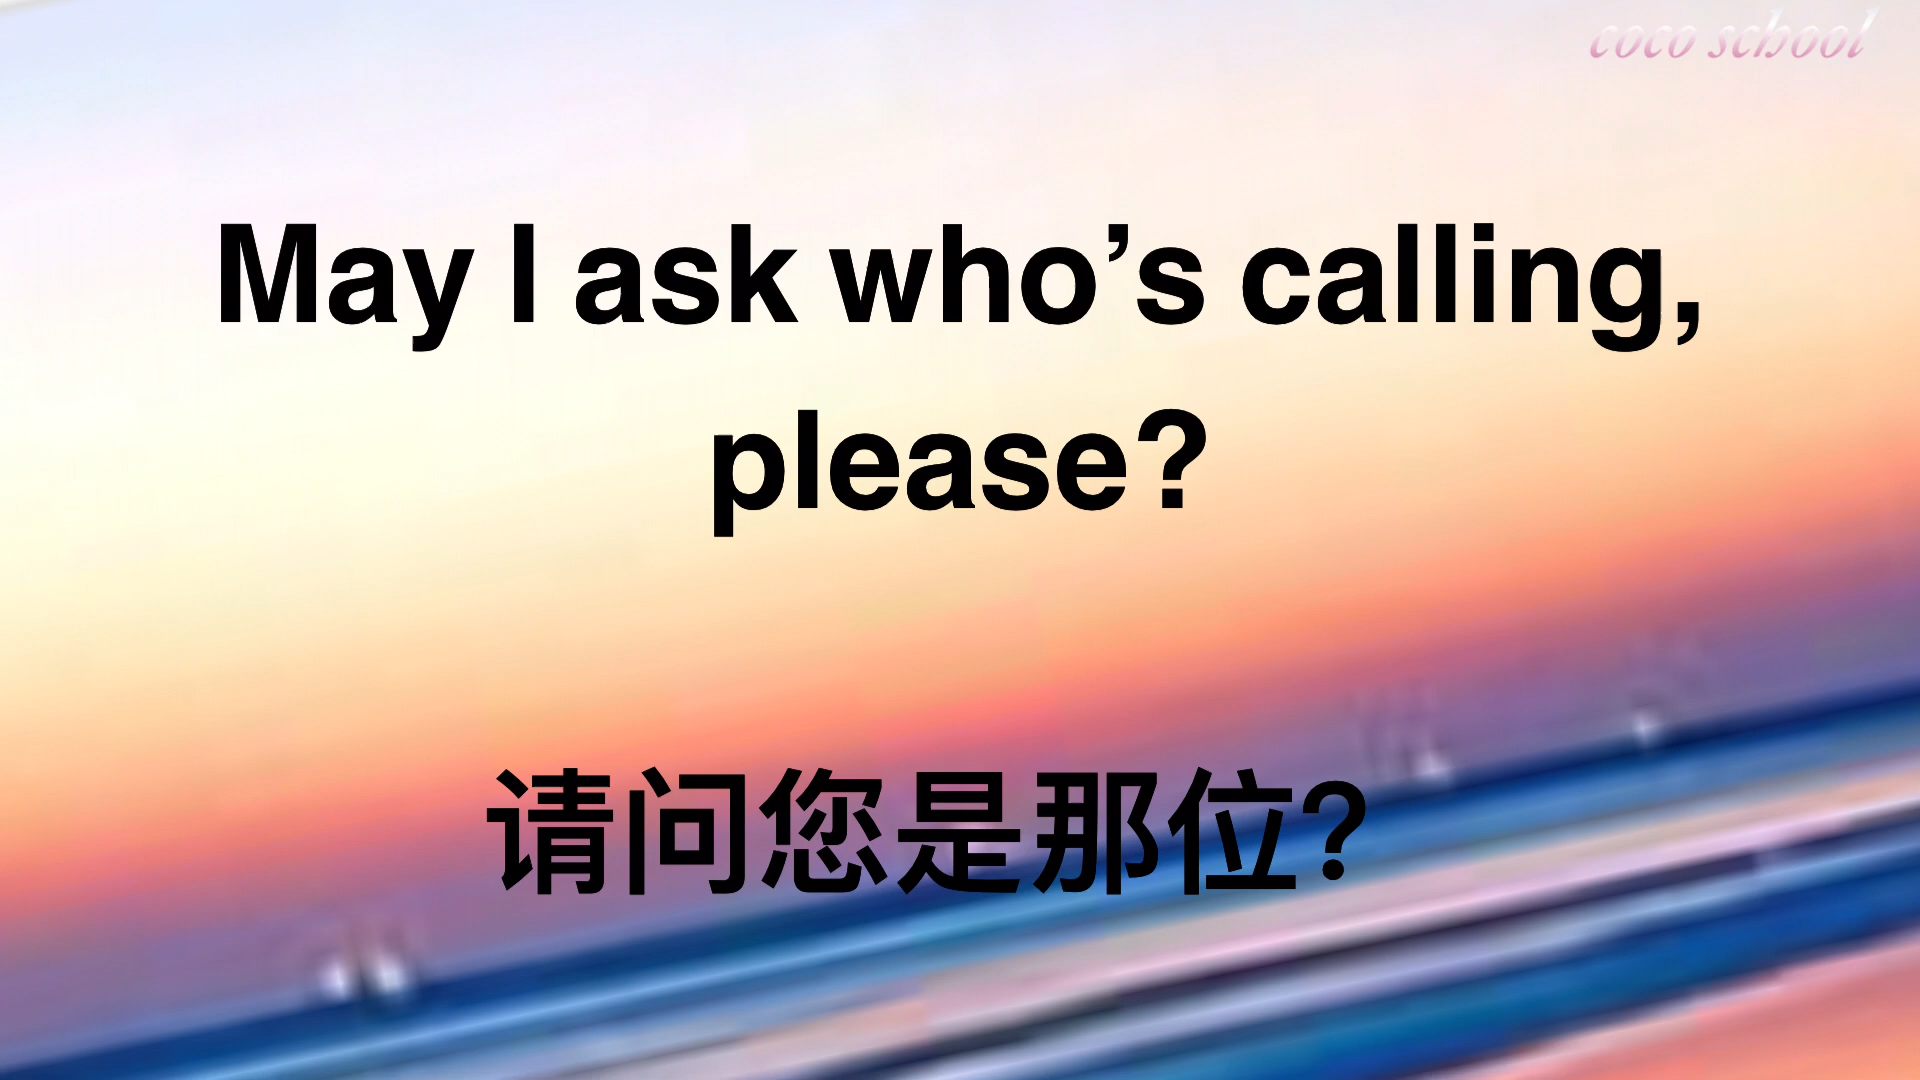 coco school
May I ask who’s calling,
please?
请问您是那位?